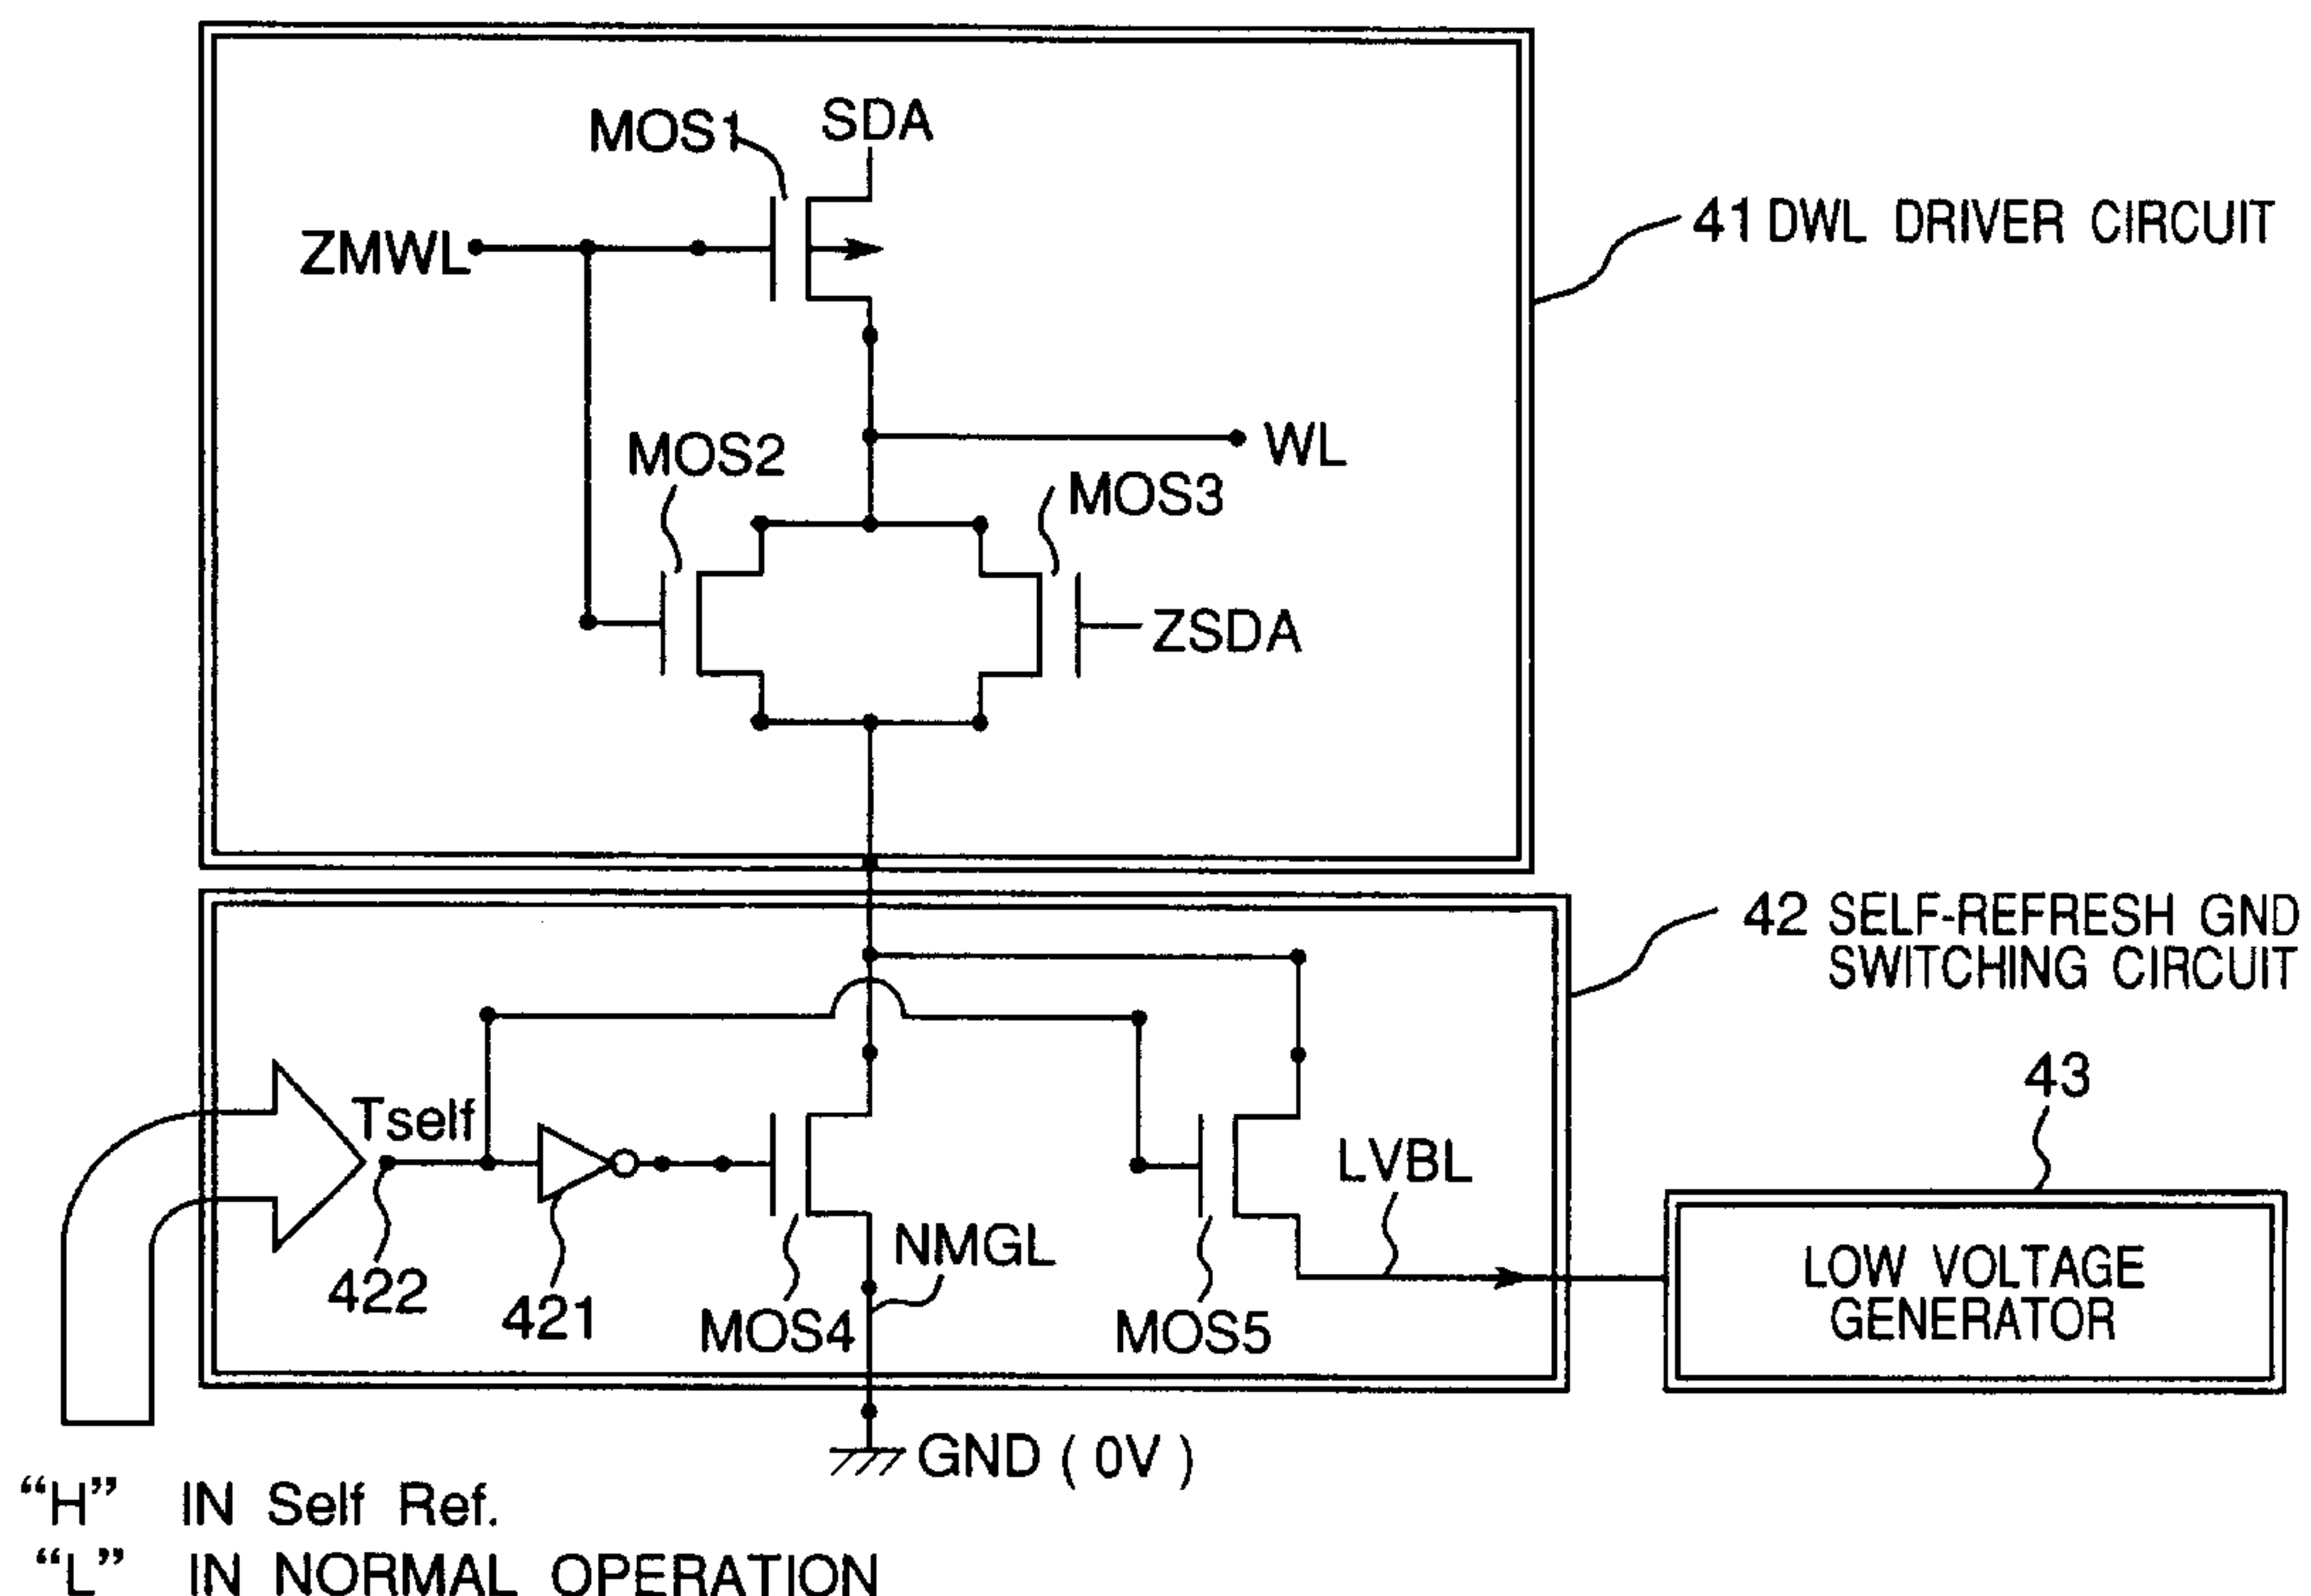 MOS1
SDA
ZMWL
41 DWL DRIVER CIRCUIT
WL
MOS2
MOS3
ZSDA
42 SELF-REFRESH GND
SWITCHING CIRCUIT
43
Tself
LVBL
422
421
NMGL
MOS4
MOS5
LOW VOLTAGE
GENERATOR
GND ( 0V )
“H” IN Self Ref.
“L” IN NORMAL OPERATION